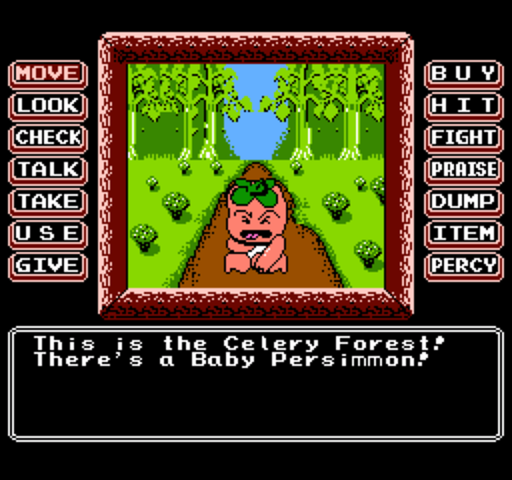 MOVE
LOOK
CHECK
TALK
TAKE
USE
GIVE
BUY
HIT
FIGHT
PRAISE
DUMP
ITEM
PERCY
This is the Celery Forest!
There's a Baby Persimmon!